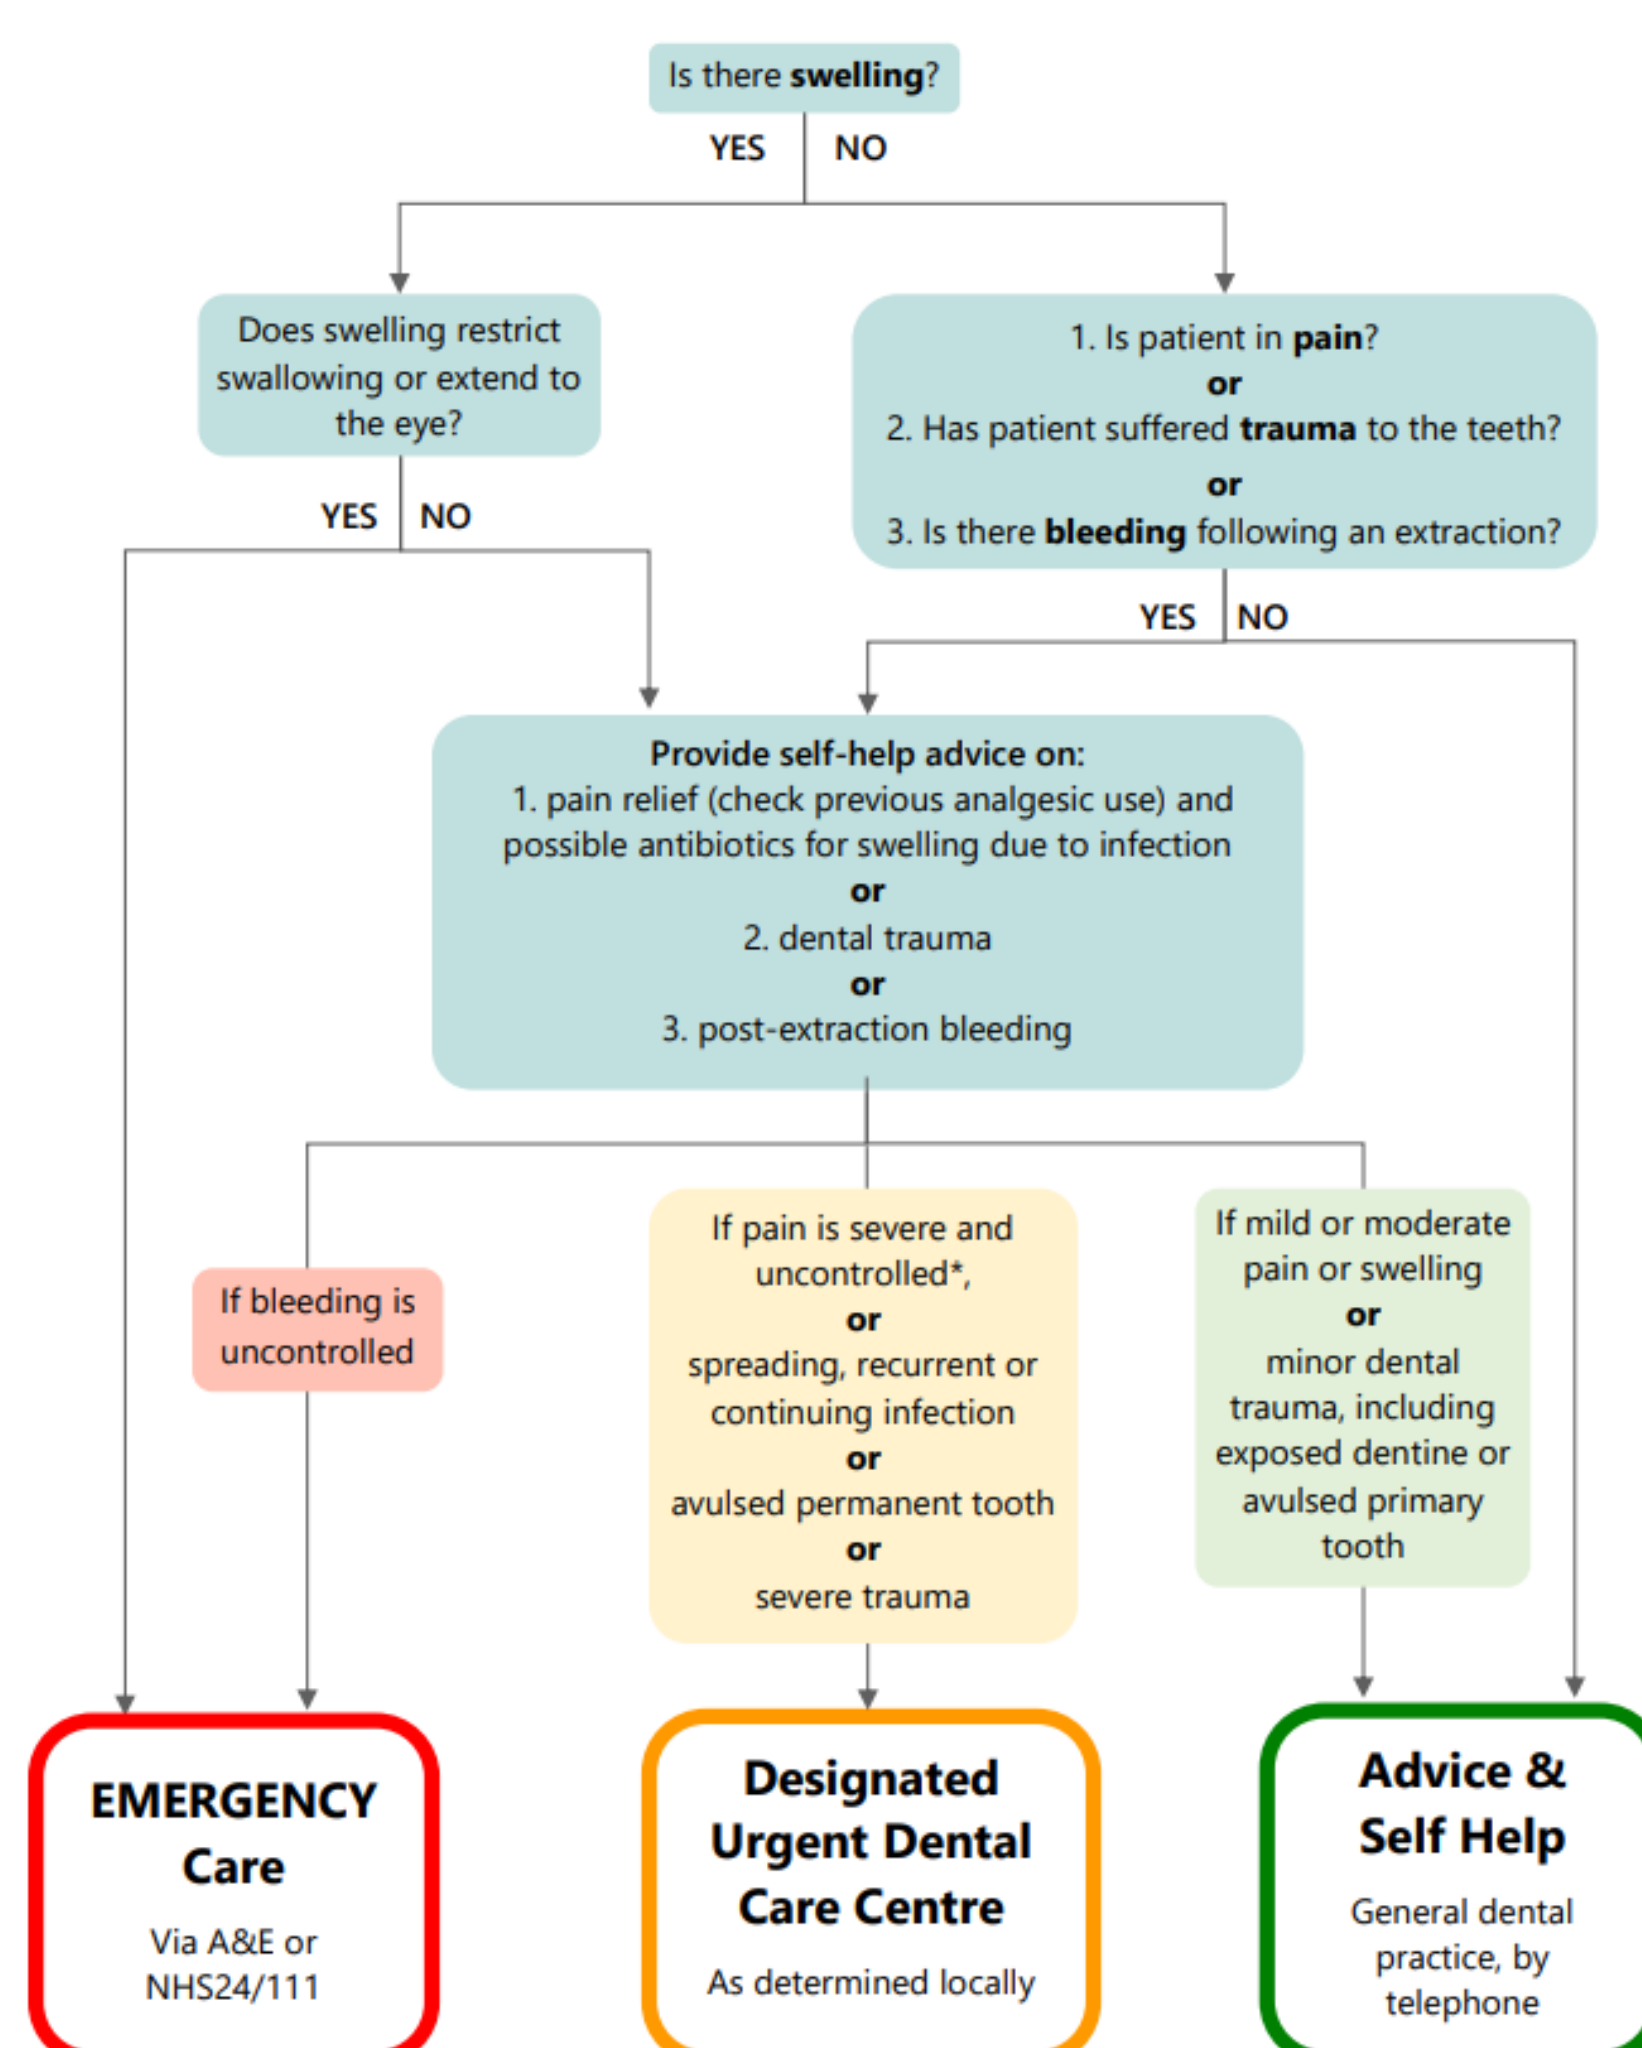 Is there swelling?
YES
NO
Does swelling restrict
swallowing or extend to
the eye?
1. Is patient in pain?
or
2. Has patient suffered trauma to the teeth?
or
3. Is there bleeding following an extraction?
YES
NO
YES
NO
Provide self-help advice on:
1. pain relief (check previous analgesic use) and
possible antibiotics for swelling due to infection
or
2. dental trauma
or
3. post-extraction bleeding
If bleeding is
uncontrolled
If pain is severe and
uncontrolled*,
or
spreading, recurrent or
continuing infection
or
avulsed permanent tooth
or
severe trauma
If mild or moderate
pain or swelling
or
minor dental
trauma, including
exposed dentine or
avulsed primary
tooth
EMERGENCY
Care
Via A&E or
NHS24/111
Designated
Urgent Dental
Care Centre
As determined locally
Advice &
Self Help
General dental
practice, by
telephone